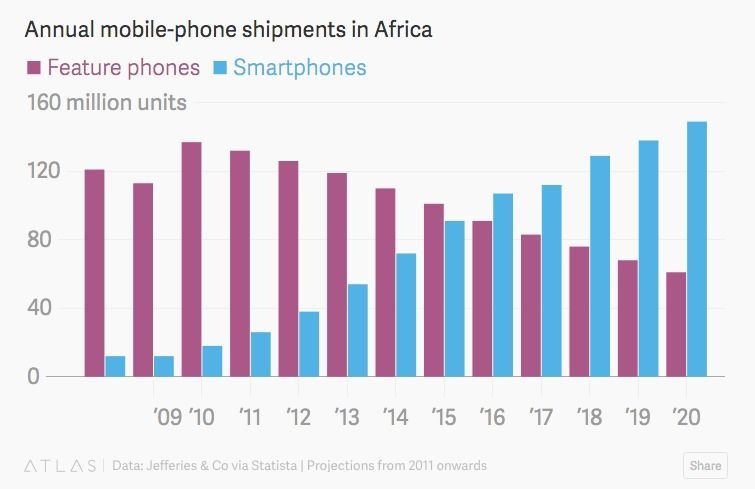 Annual mobile-phone shipments in Africa
Feature phones Smartphones
160 million units
120
80
40
0
'09 '10 '11 '12 '13 '14 '15 '16 '17 '18 '19 '20
ATLAS | Data: Jefferies & Co via Statista | Projections from 2011 onwards Share